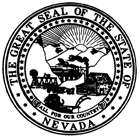 THE GREAT SEAL OF THE STATE OF NEVADA
ALL FOR OUR COUNTRY